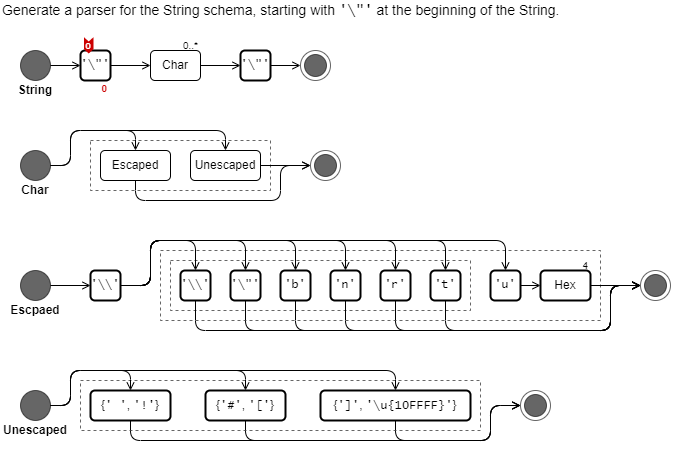 Generate a parser for the String schema, starting with '\"' at the beginning of the String.
0..*
'\"' Char '\"'
String 0
Escaped Unescaped
Char
4
'\\' '\\' '\"' 'b' 'n' 'r' 't' 'u' Hex
Escpaed
{' ','!'} {'#','['} {']','\u{10FFFF}'}
Unescaped